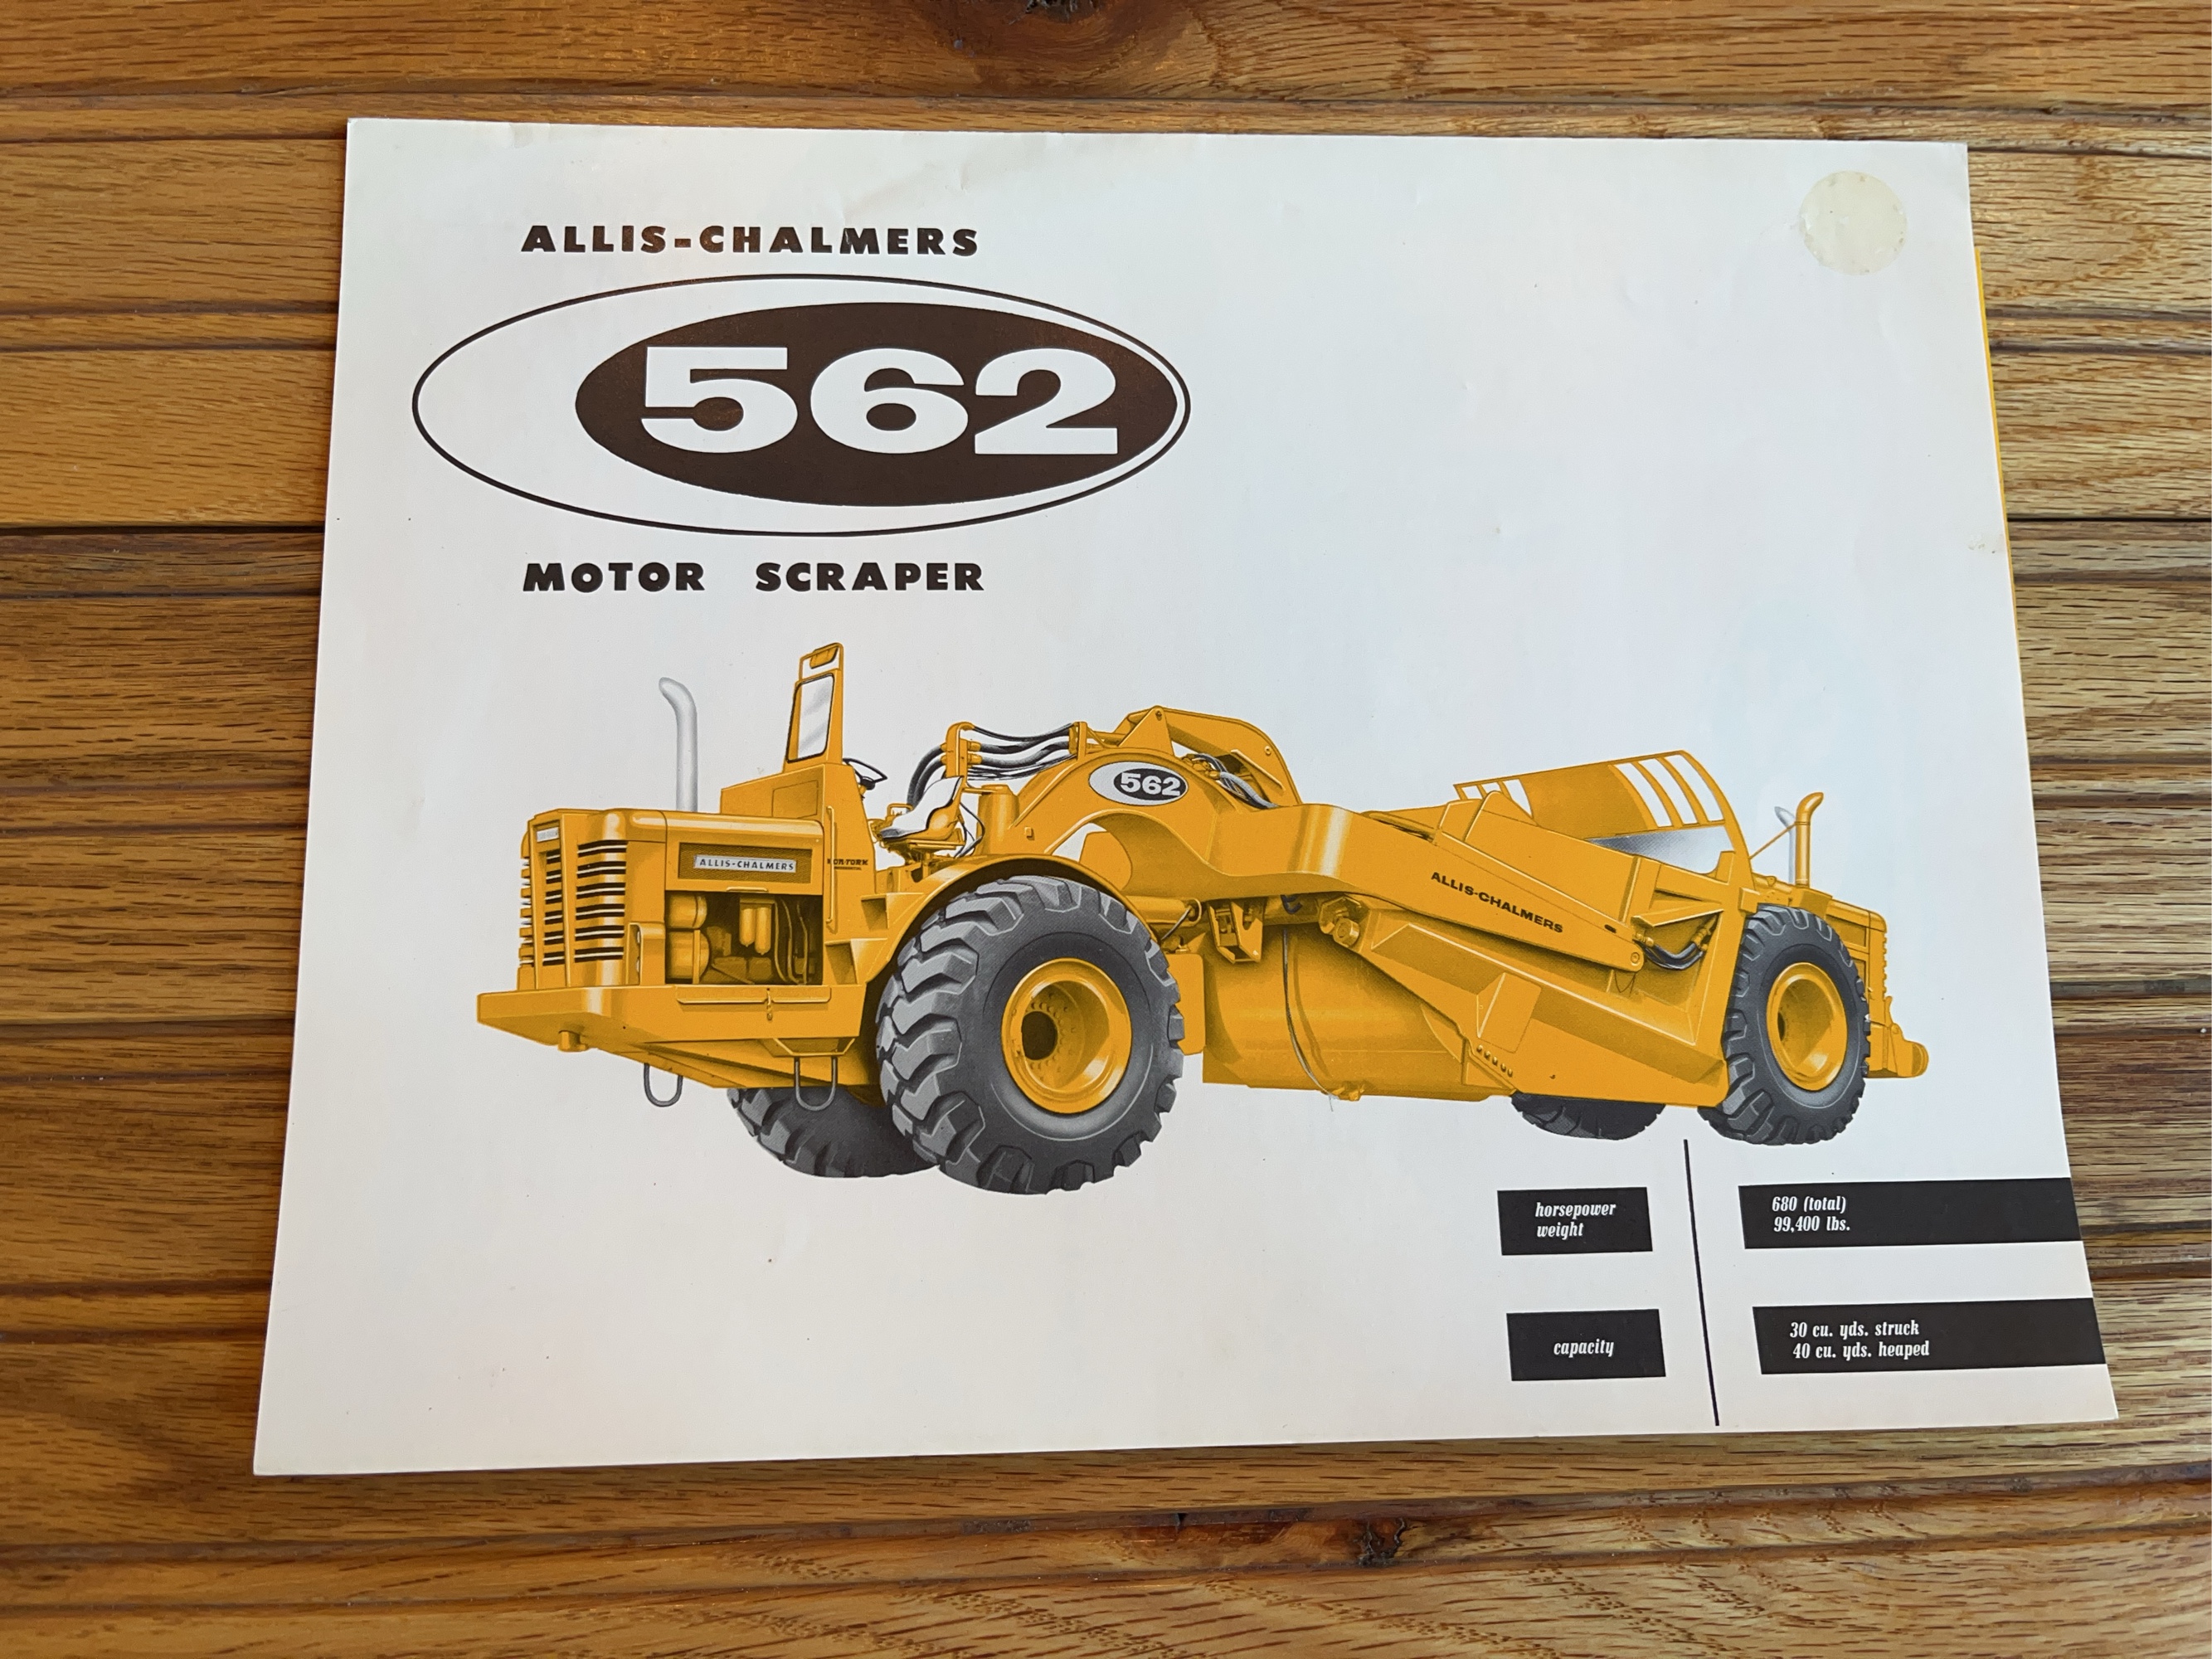 ALLIS-CHALMERS
562
MOTOR SCRAPER
562
ALLIS-CHALMERS
ALLIS-CHALMERS
horsepower
weight
680 (total)
99,400 lbs.
capacity
30 cu. yds. struck
40 cu. yds. heaped